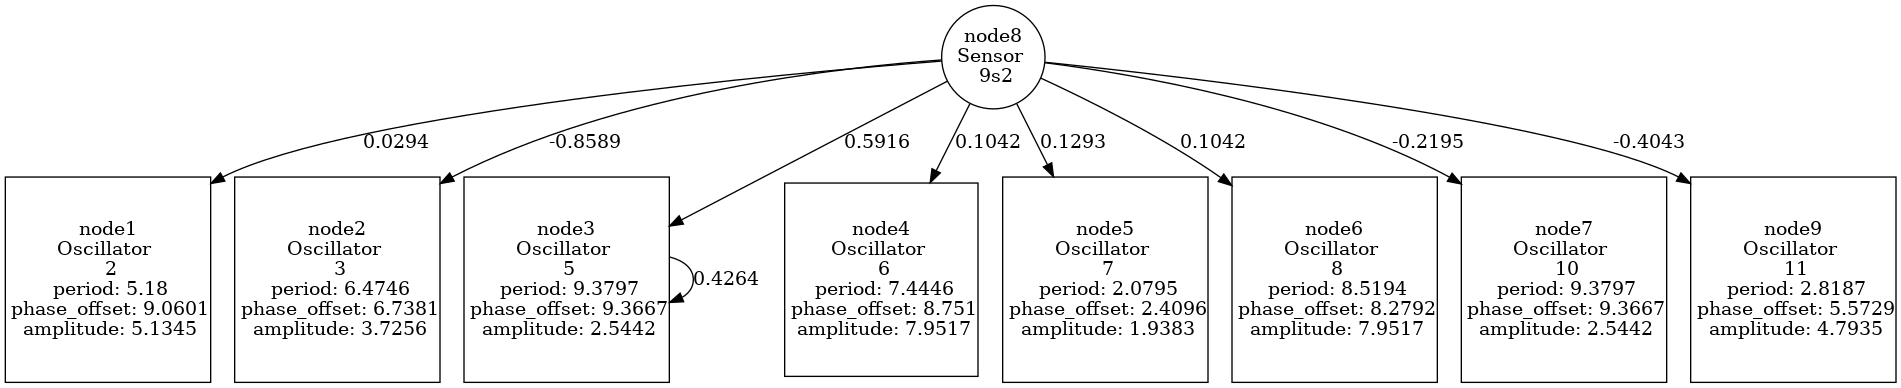 node8
Sensor
9s2
0.0294
-0.8589
0.5916
0.1042
0.1293
0.1042
-0.2195
-0.4043
node1
Oscillator
2
period: 5.18
phase_offset: 9.0601
amplitude: 5.1345
node2
Oscillator
3
period: 6.4746
phase_offset: 6.7381
amplitude: 3.7256
node3
Oscillator
5
period: 9.3797
phase_offset: 9.3667
amplitude: 2.5442
0.4264
node4
Oscillator
6
period: 7.4446
phase_offset: 8.751
amplitude: 7.9517
node5
Oscillator
7
period: 2.0795
phase_offset: 2.4096
amplitude: 1.9383
node6
Oscillator
8
period: 8.5194
phase_offset: 8.2792
amplitude: 7.9517
node7
Oscillator
10
period: 9.3797
phase_offset: 9.3667
amplitude: 2.5442
node9
Oscillator
11
period: 2.8187
phase_offset: 5.5729
amplitude: 4.7935